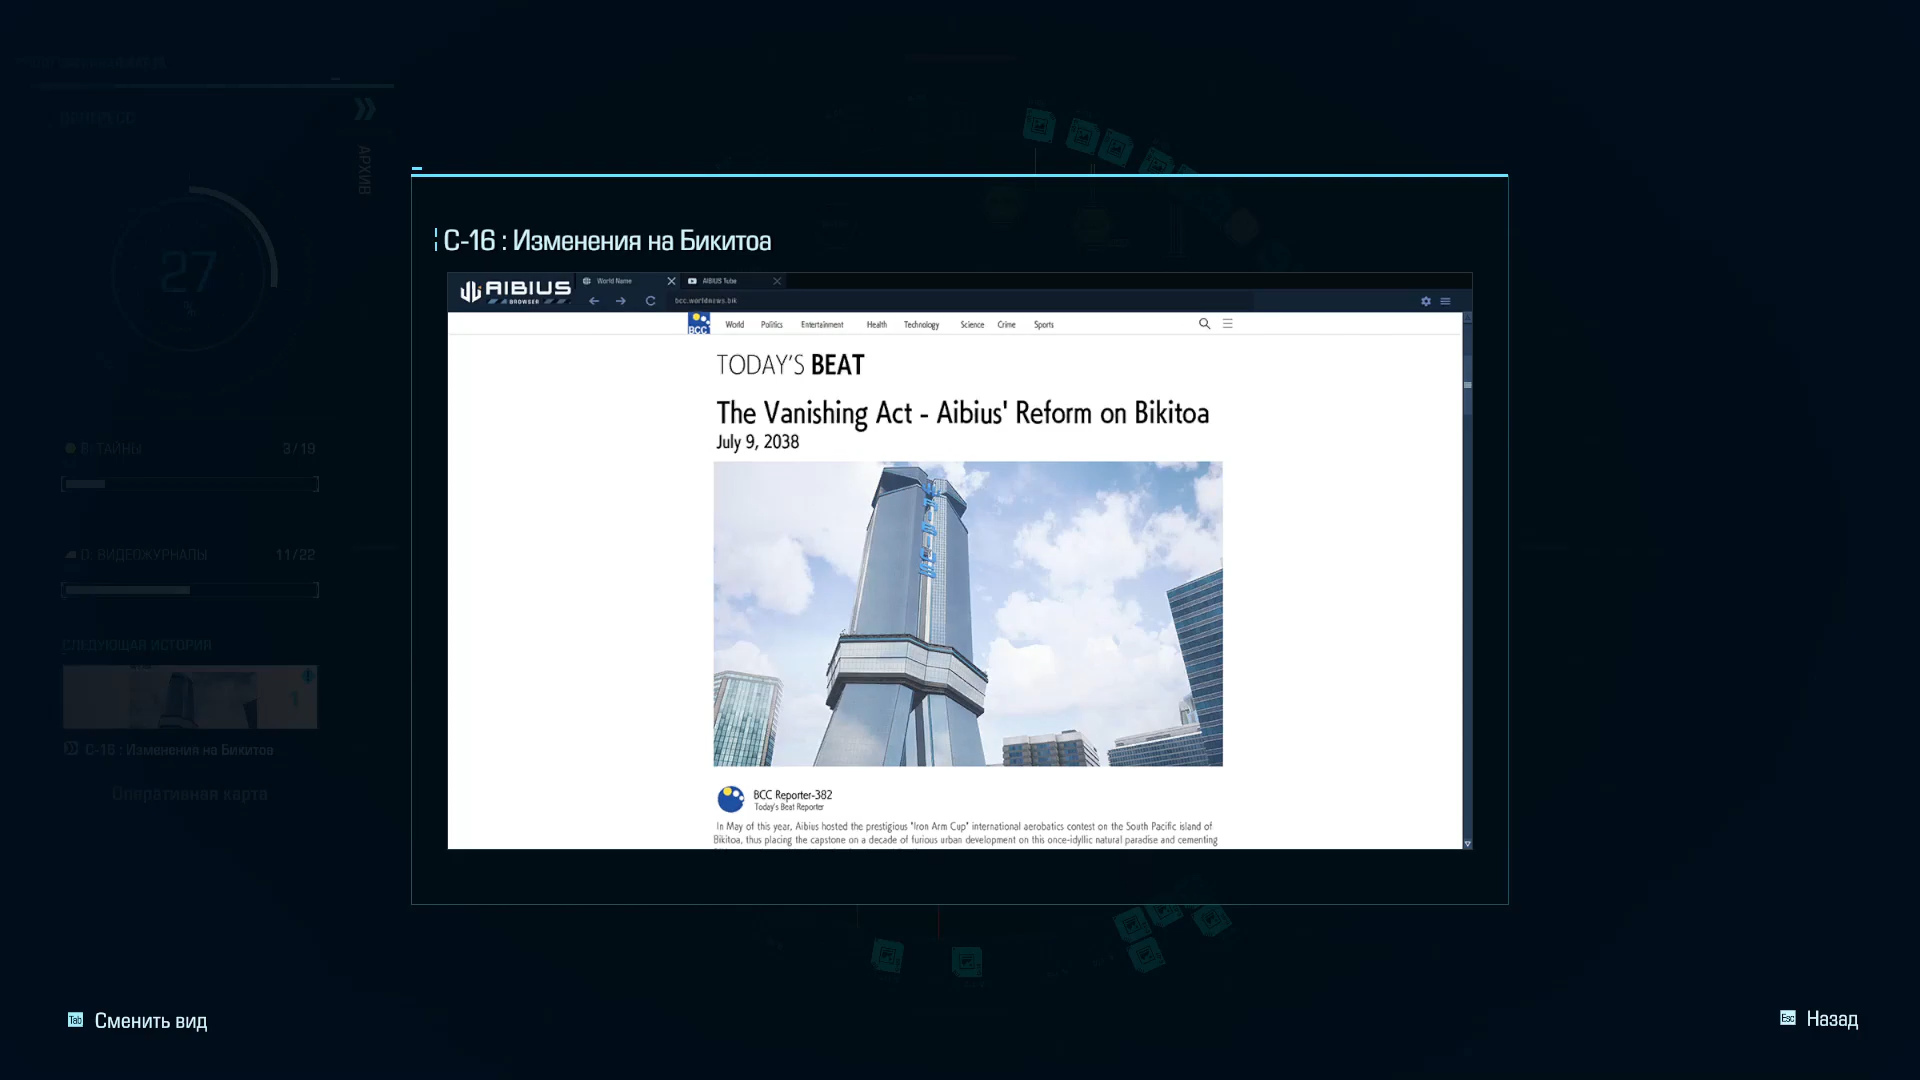 АРХИВ
27
В: ТАЙНЫ 3/19
D: ВИДЕОЖУРНАЛЫ 11/22
СЛЕДУЮЩАЯ ИСТОРИЯ
С-16 : Изменения на Бикитоа
Оперативная карта
С-16 : Изменения на Бикитоа
AIBIUS
BROWSER
World Name
AIBIUS Tube
bcc.worldnews.bik
BCC World Politics Entertainment Health Technology Science Crime Sports
TODAY'S BEAT
The Vanishing Act - Aibius' Reform on Bikitoa
July 9, 2038
AIBIUS
BCC Reporter-382
Today's Beat Reporter
In May of this year, Aibius hosted the prestigious "Iron Arm Cup" international aerobatics contest on the South Pacific island of
Bikitoa, thus placing the capstone on a decade of furious urban development on this once-idyllic natural paradise and cementing
Tab Сменить вид
Esc Назад